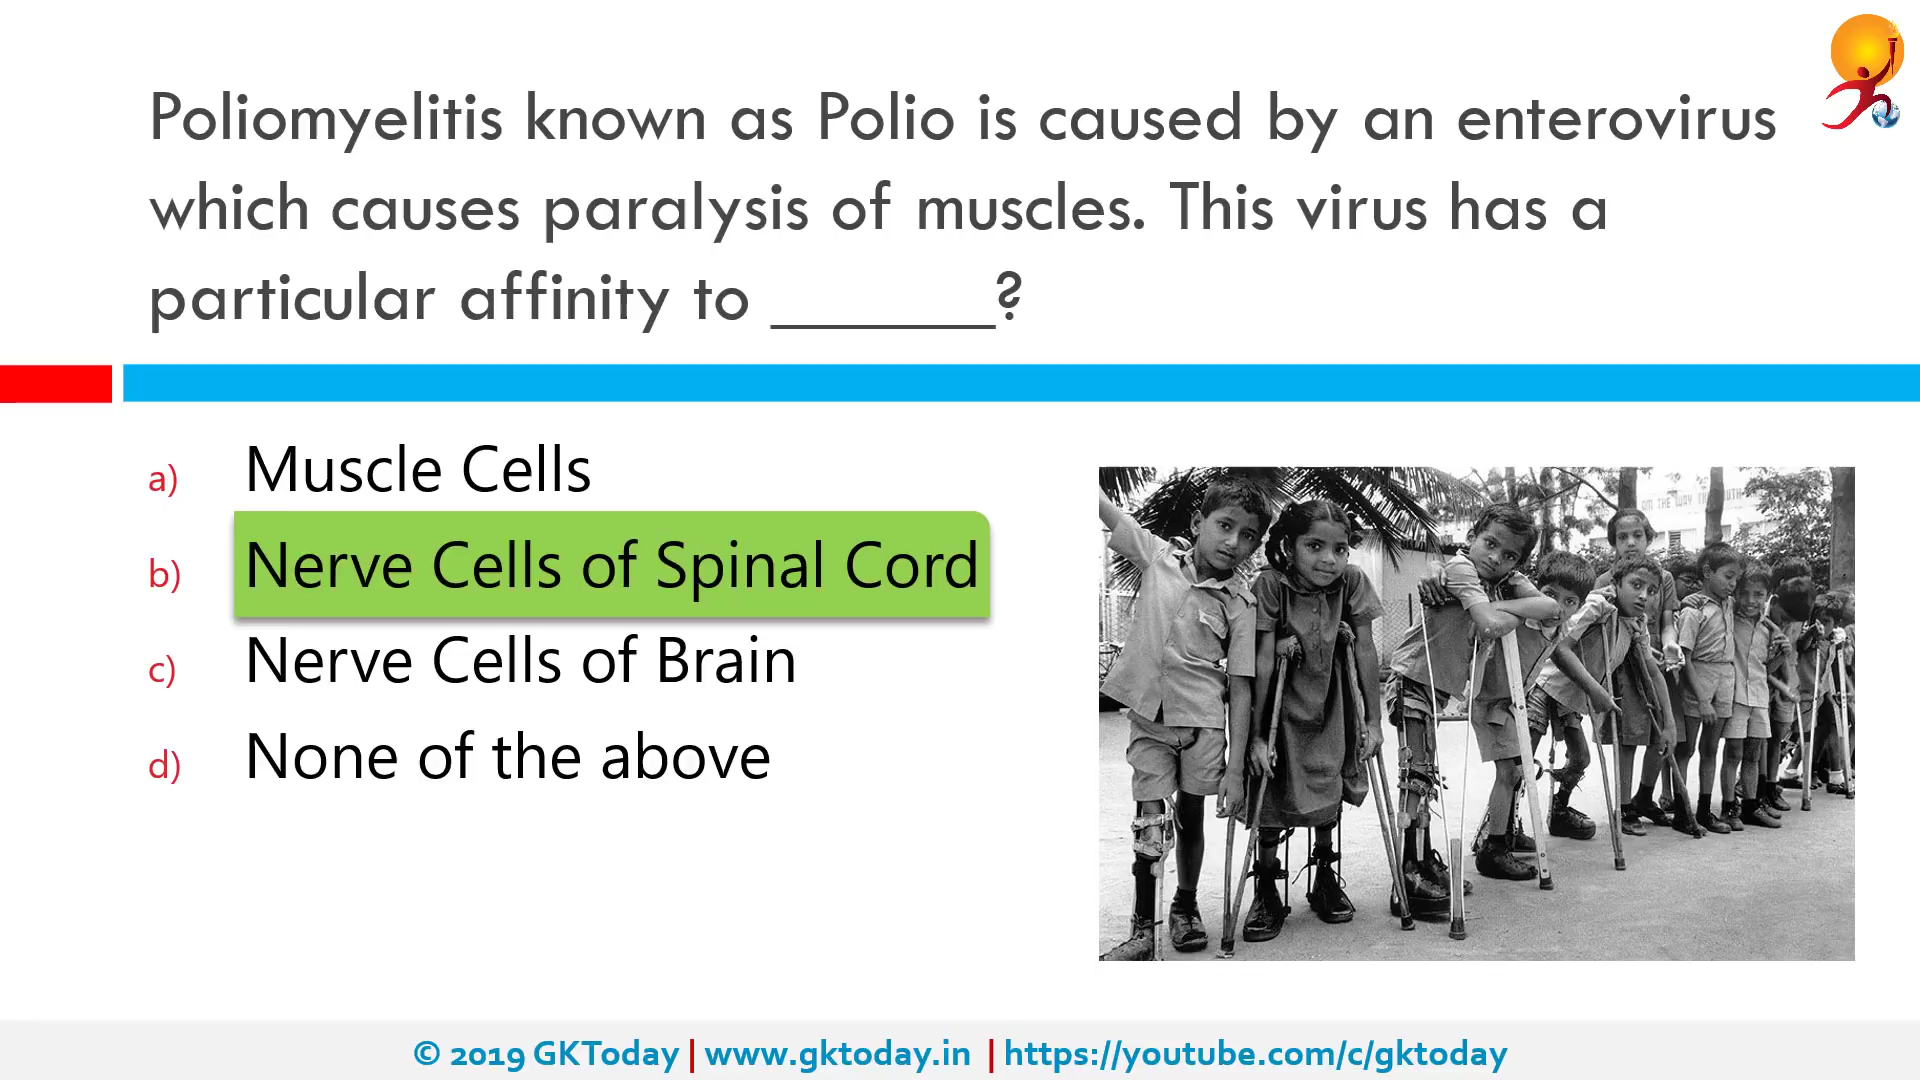 Poliomyelitis known as Polio is caused by an enterovirus
which causes paralysis of muscles. This virus has a
particular affinity to _______?
a) Muscle Cells
b) Nerve Cells of Spinal Cord
c) Nerve Cells of Brain
d) None of the above
© 2019 GKToday | www.gktoday.in | https://youtube.com/c/gktoday